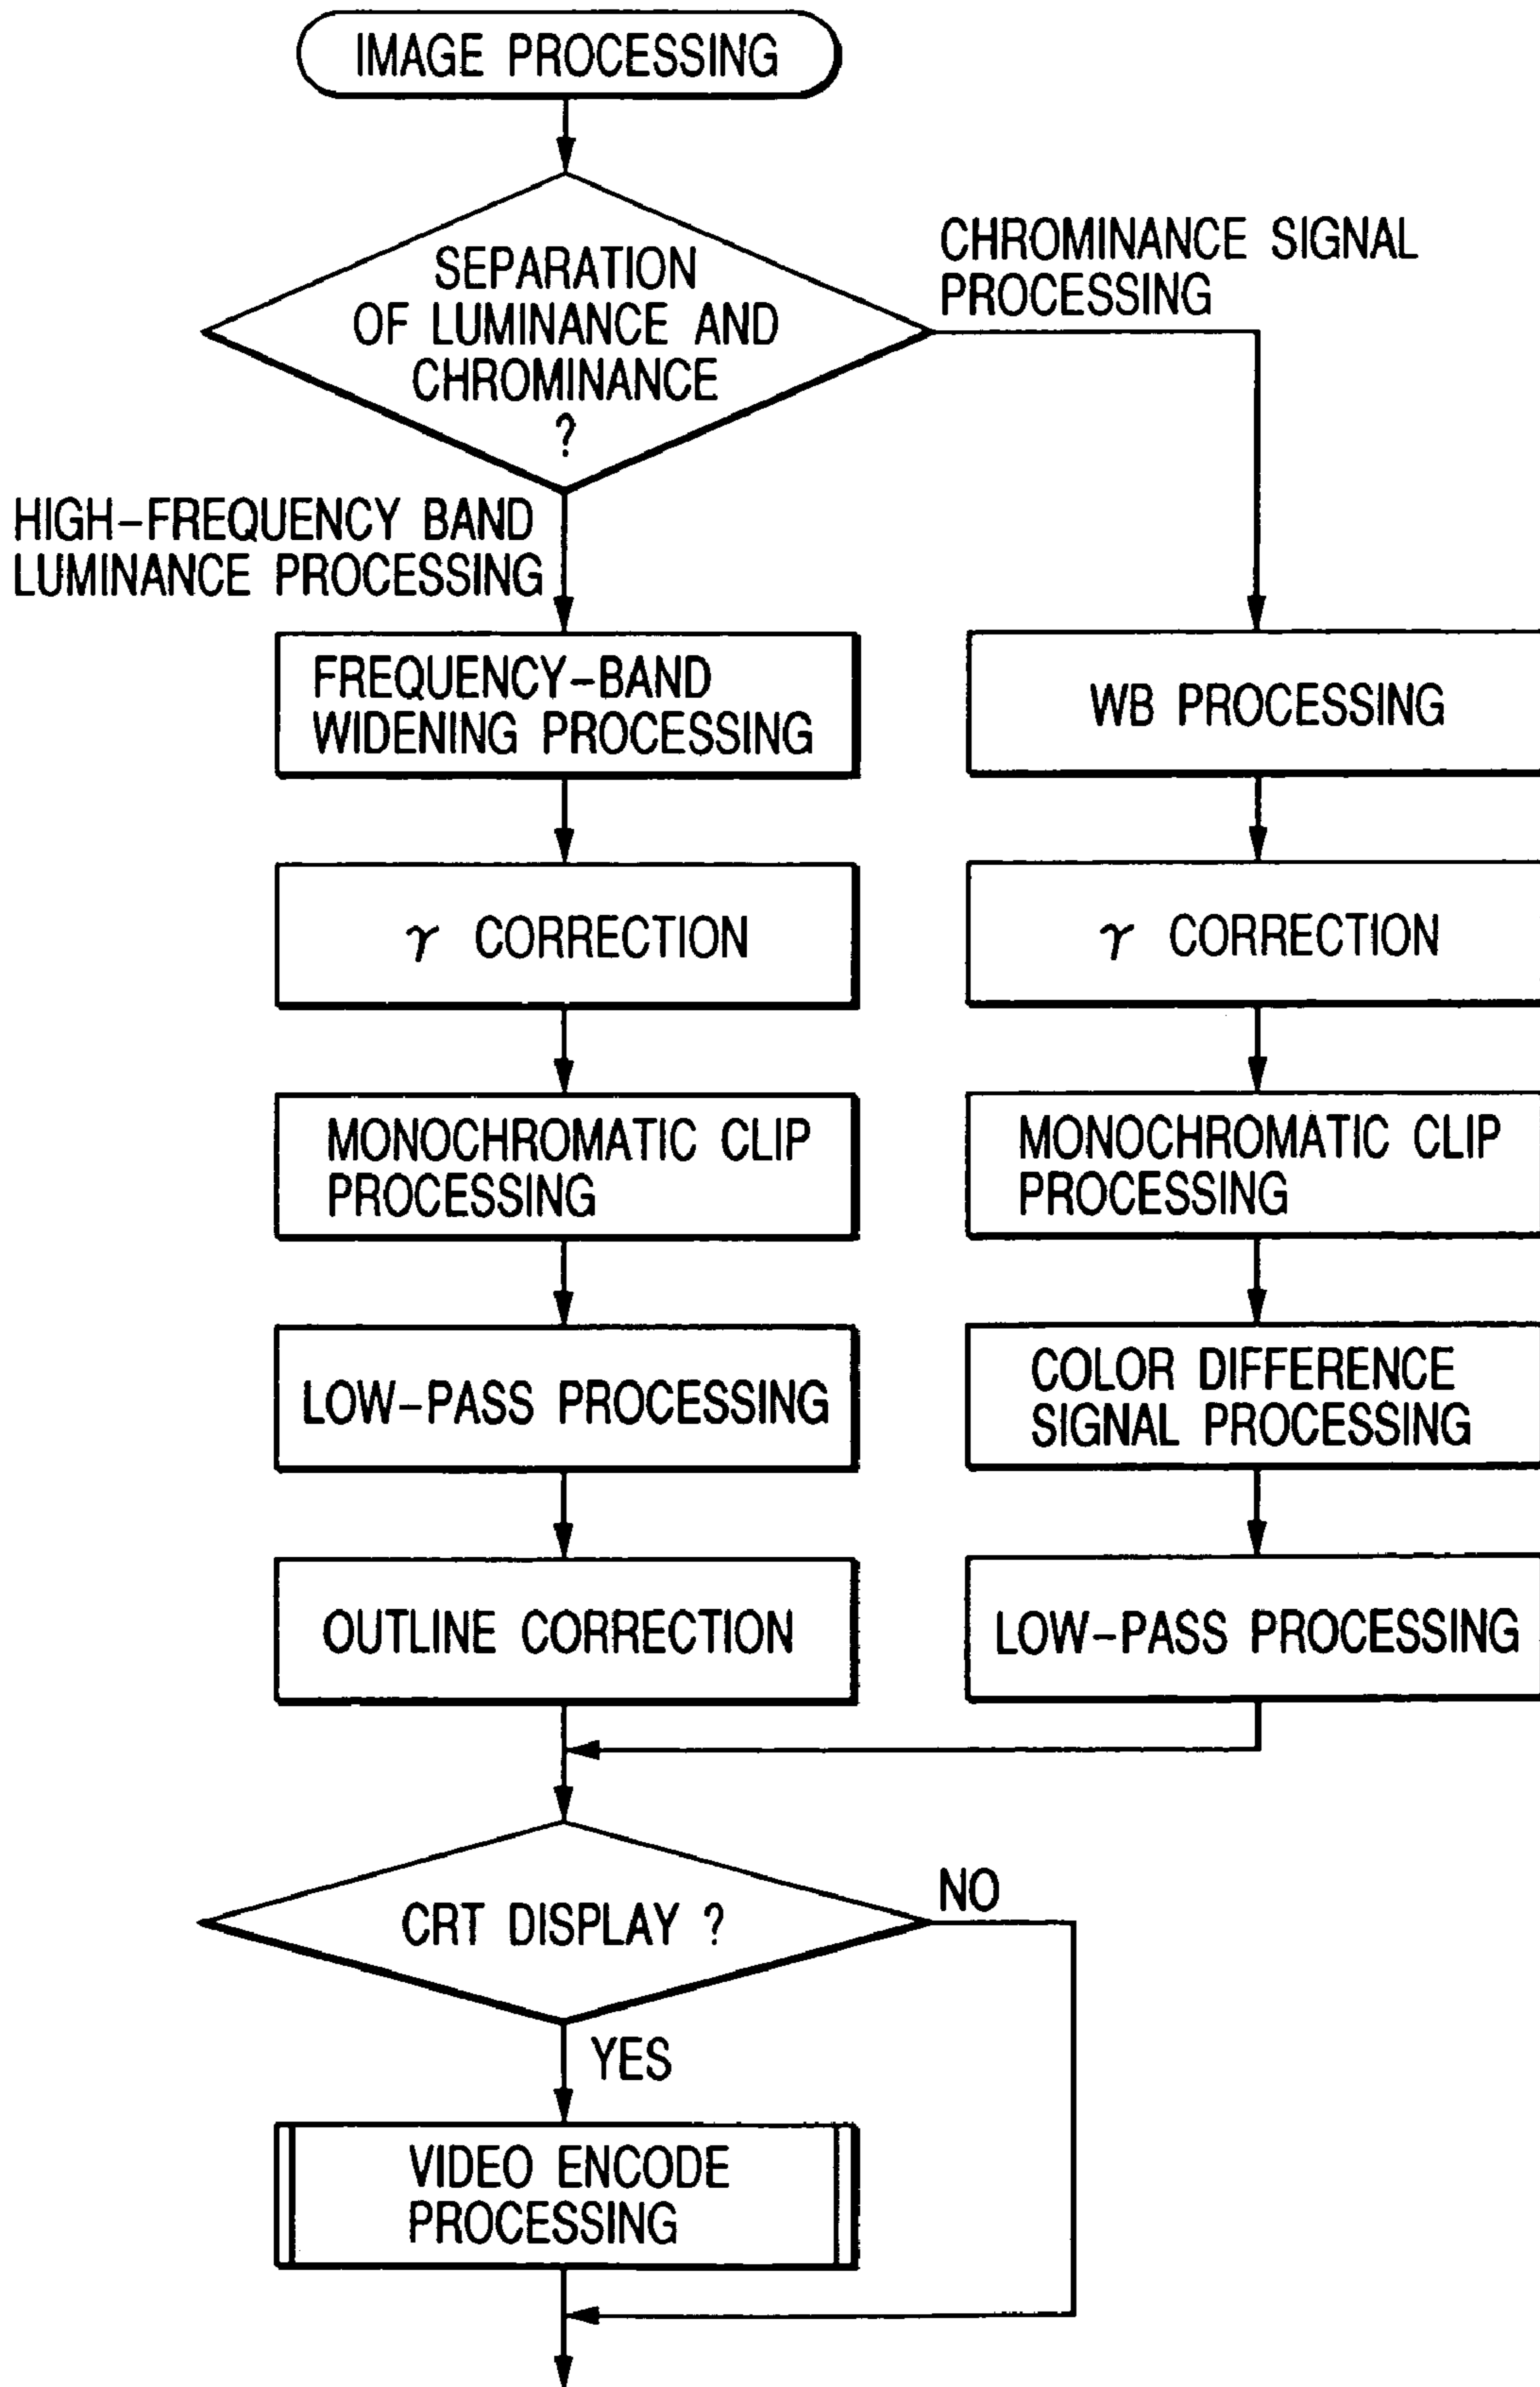 IMAGE PROCESSING
SEPARATION
OF LUMINANCE AND
CHROMINANCE
?
CHROMINANCE SIGNAL
PROCESSING
HIGH-FREQUENCY BAND
LUMINANCE PROCESSING
FREQUENCY-BAND
WIDENING PROCESSING
WB PROCESSING
γ CORRECTION
γ CORRECTION
MONOCHROMATIC CLIP
PROCESSING
MONOCHROMATIC CLIP
PROCESSING
LOW-PASS PROCESSING
COLOR DIFFERENCE
SIGNAL PROCESSING
OUTLINE CORRECTION
LOW-PASS PROCESSING
CRT DISPLAY ?
NO
YES
VIDEO ENCODE
PROCESSING